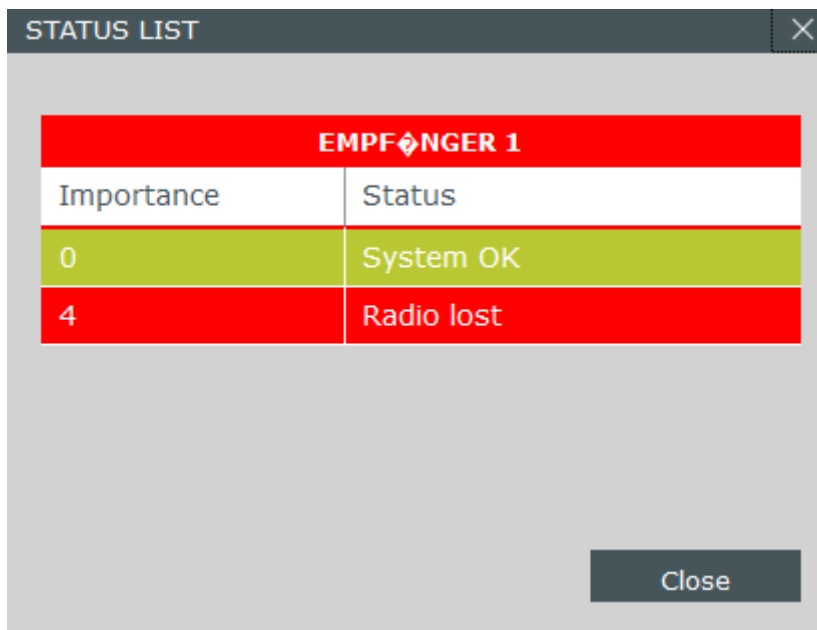 STATUS LIST
EMPF�NGER 1
Importance Status
0 System OK
4 Radio lost
Close